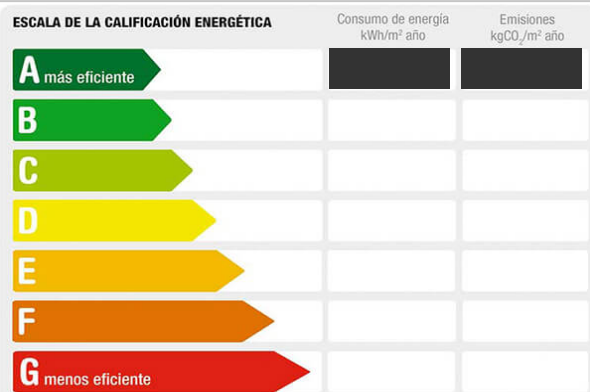 ESCALA DE LA CALIFICACIÓN ENERGÉTICA
Consumo de energía
kWh/m² año
Emisiones
kgCO₂/m² año
A más eficiente
B
C
D
E
F
G menos eficiente